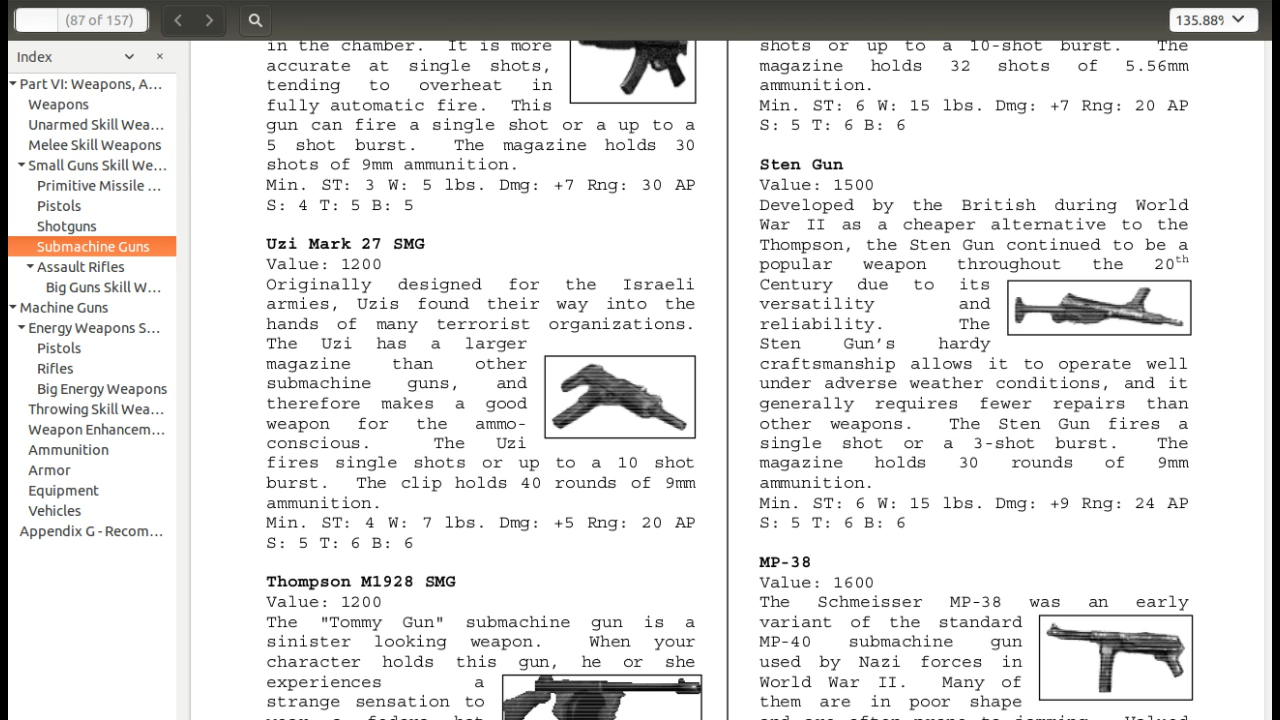 (87 of 157)
135.88%
Index
Part VI: Weapons, A...
Weapons
Unarmed Skill Wea...
Melee Skill Weapons
Small Guns Skill We...
Primitive Missile ...
Pistols
Shotguns
Submachine Guns
Assault Rifles
Big Guns Skill W...
Machine Guns
Energy Weapons S...
Pistols
Rifles
Big Energy Weapons
Throwing Skill Wea...
Weapon Enhancem...
Ammunition
Armor
Equipment
Vehicles
Appendix G - Recom...
in the chamber. It is more
accurate at single shots,
tending to overheat in
fully automatic fire. This
gun can fire a single shot or a up to a
5 shot burst. The magazine holds 30
shots of 9mm ammunition.
Min. ST: 3 W: 5 lbs. Dmg: +7 Rng: 30 AP
S: 4 T: 5 B: 5
Uzi Mark 27 SMG
Value: 1200
Originally designed for the Israeli
armies, Uzis found their way into the
hands of many terrorist organizations.
The Uzi has a larger
magazine than other
submachine guns, and
therefore makes a good
weapon for the ammo-
conscious. The Uzi
fires single shots or up to a 10 shot
burst. The clip holds 40 rounds of 9mm
ammunition.
Min. ST: 4 W: 7 lbs. Dmg: +5 Rng: 20 AP
S: 5 T: 6 B: 6
Thompson M1928 SMG
Value: 1200
The "Tommy Gun" submachine gun is a
sinister looking weapon. When your
character holds this gun, he or she
experiences a
strange sensation to
shots or up to a 10-shot burst. The
magazine holds 32 shots of 5.56mm
ammunition.
Min. ST: 6 W: 15 lbs. Dmg: +7 Rng: 20 AP
S: 5 T: 6 B: 6
Sten Gun
Value: 1500
Developed by the British during World
War II as a cheaper alternative to the
Thompson, the Sten Gun continued to be a
popular weapon throughout the 20th
Century due to its
versatility and
reliability. The
Sten Gun's hardy
craftsmanship allows it to operate well
under adverse weather conditions, and it
generally requires fewer repairs than
other weapons. The Sten Gun fires a
single shot or a 3-shot burst. The
magazine holds 30 rounds of 9mm
ammunition.
Min. ST: 6 W: 15 lbs. Dmg: +9 Rng: 24 AP
S: 5 T: 6 B: 6
MP-38
Value: 1600
The Schmeisser MP-38 was an early
variant of the standard
MP-40 submachine gun
used by Nazi forces in
World War II. Many of
them are in poor shape